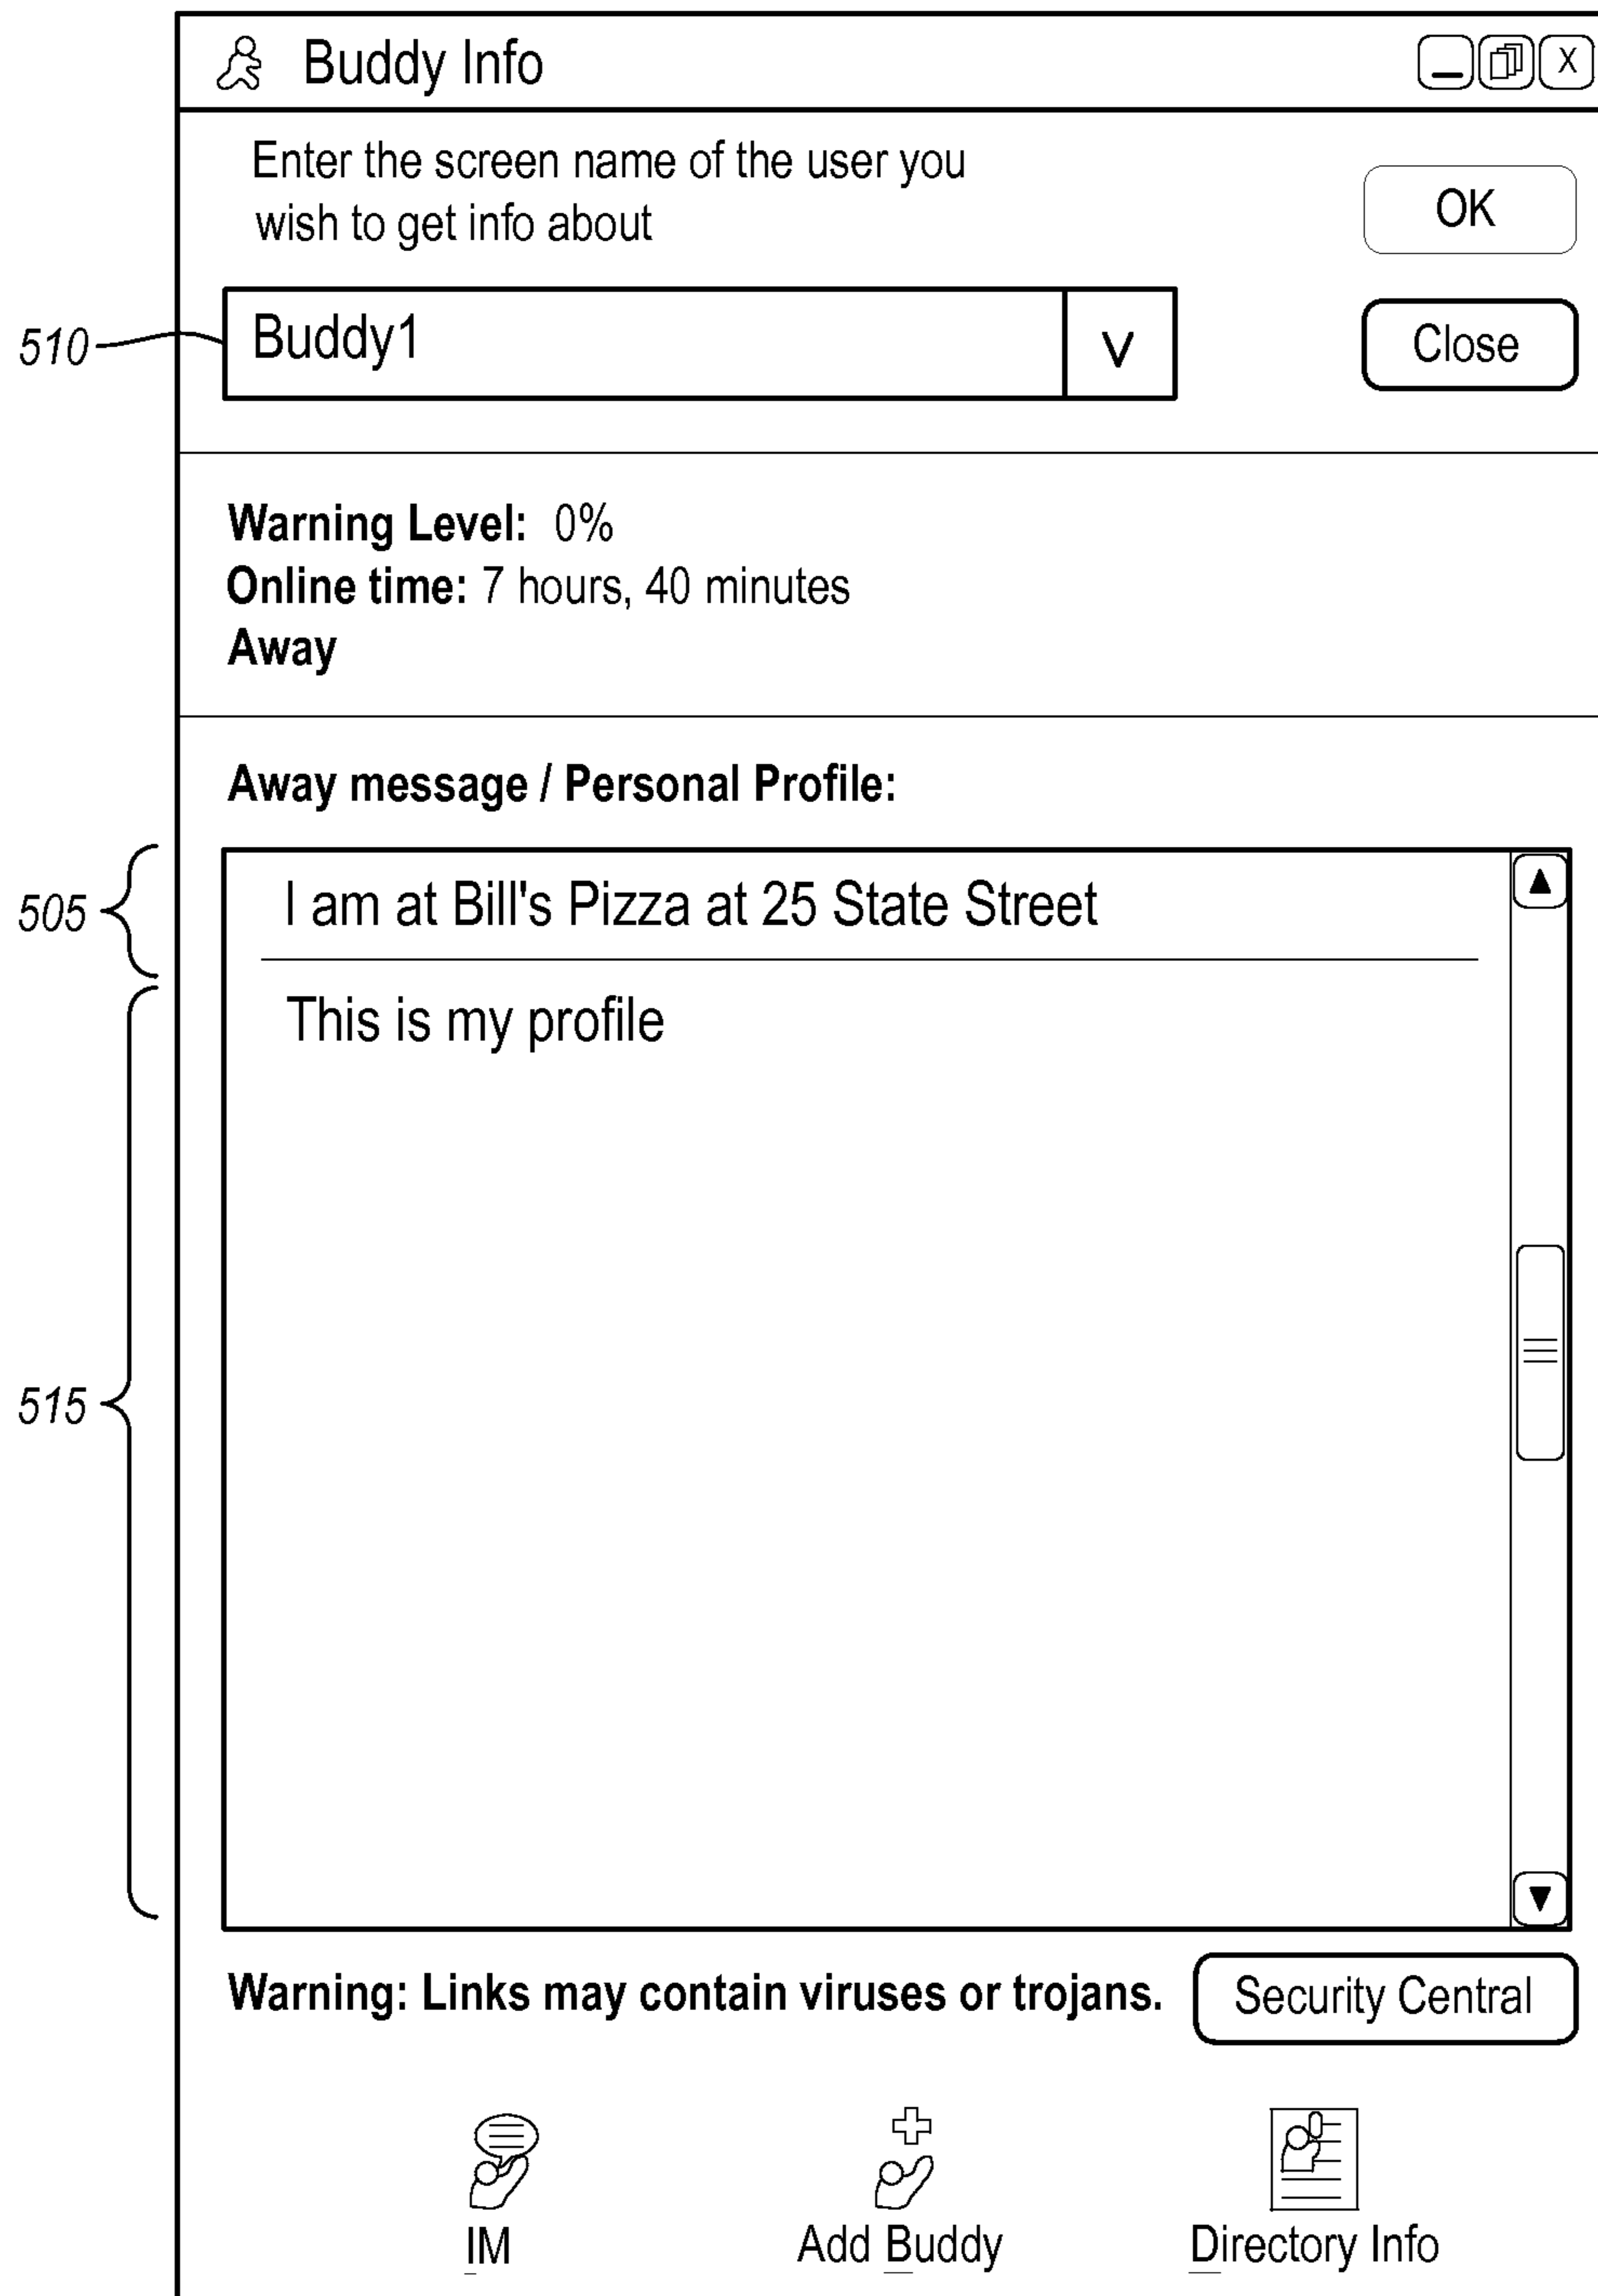 Buddy Info
X
Enter the screen name of the user you
wish to get info about
OK
510
Buddy1
V
Close
Warning Level: 0%
Online time: 7 hours, 40 minutes
Away
Away message / Personal Profile:
505
I am at Bill's Pizza at 25 State Street
This is my profile
515
Warning: Links may contain viruses or trojans.
Security Central
IM
Add Buddy
Directory Info